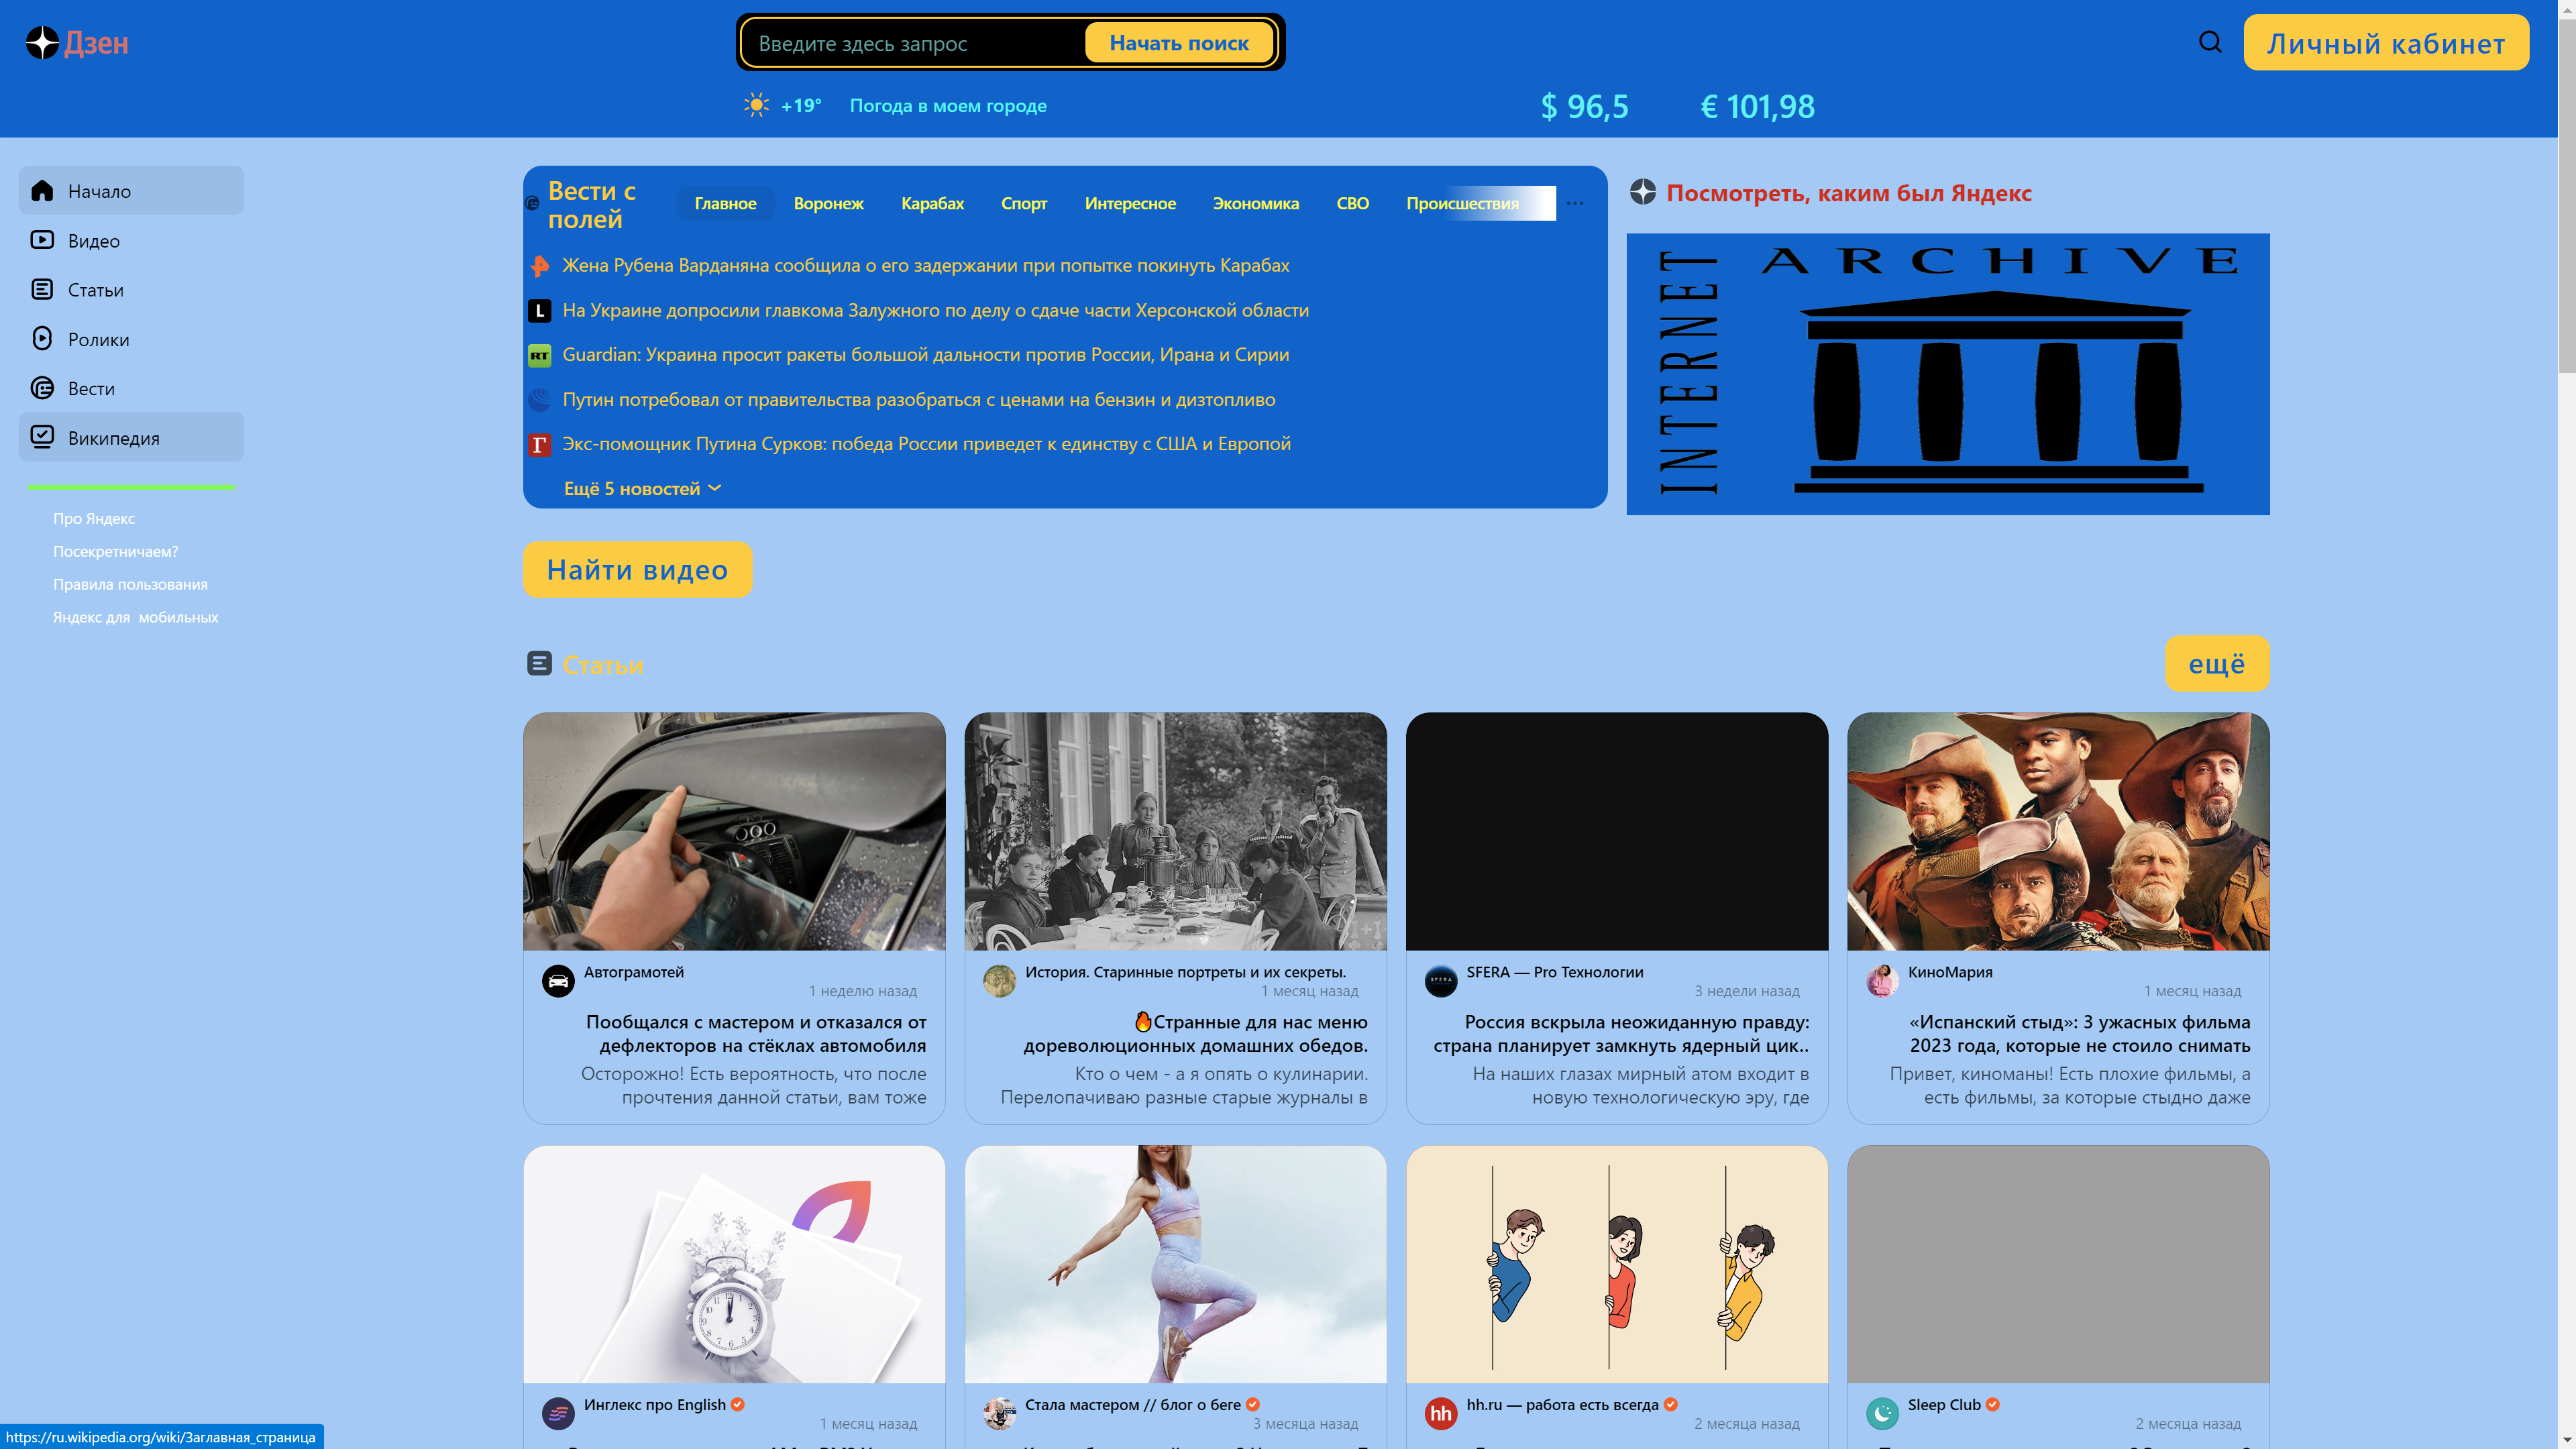 Дзен
Введите здесь запрос
Начать поиск
Личный кабинет
+19°
Погода в моем городе
$ 96,5
€ 101,98
Начало
Видео
Статьи
Ролики
Вести
Википедия
Про Яндекс
Посекретничаем?
Правила пользования
Яндекс для мобильных
Вести с
полей
Главное
Воронеж
Карабах
Спорт
Интересное
Экономика
СВО
Происшествия
Жена Рубена Варданяна сообщила о его задержании при попытке покинуть Карабах
L
На Украине допросили главкома Залужного по делу о сдаче части Херсонской области
RT
Guardian: Украина просит ракеты большой дальности против России, Ирана и Сирии
Путин потребовал от правительства разобраться с ценами на бензин и дизтопливо
Г
Экс-помощник Путина Сурков: победа России приведет к единству с США и Европой
Ещё 5 новостей
Посмотреть, каким был Яндекс
INTERNET
ARCHIVE
Найти видео
Статьи
ещё
Автограмотей
1 неделю назад
Пообщался с мастером и отказался от
дефлекторов на стёклах автомобиля
Осторожно! Есть вероятность, что после
прочтения данной статьи, вам тоже
История. Старинные портреты и их секреты.
1 месяц назад
🔥Странные для нас меню
дореволюционных домашних обедов.
Кто о чем - а я опять о кулинарии.
Перелопачиваю разные старые журналы в
SFERA
SFERA — Pro Технологии
3 недели назад
Россия вскрыла неожиданную правду:
страна планирует замкнуть ядерный цик..
На наших глазах мирный атом входит в
новую технологическую эру, где
КиноМария
1 месяц назад
«Испанский стыд»: 3 ужасных фильма
2023 года, которые не стоило снимать
Привет, киноманы! Есть плохие фильмы, а
есть фильмы, за которые стыдно даже
Инглекс про English
1 месяц назад
Стала мастером // блог о беге
3 месяца назад
hh
hh.ru — работа есть всегда
2 месяца назад
Sleep Club
2 месяца назад
https://ru.wikipedia.org/wiki/Заглавная_страница